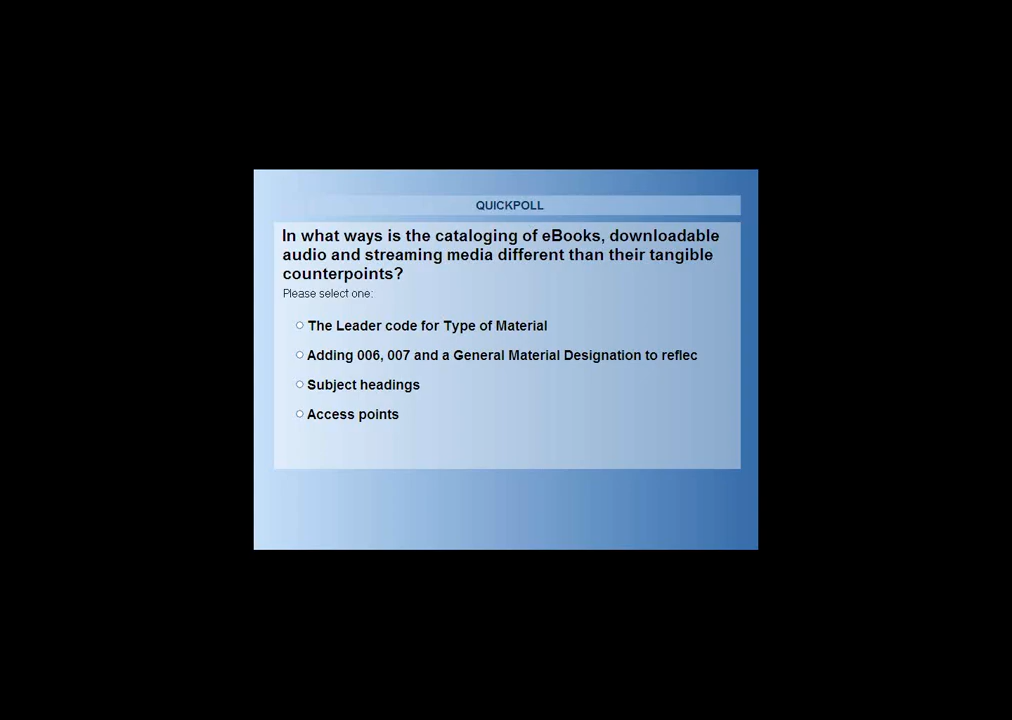 QUICKPOLL
In what ways is the cataloging of eBooks, downloadable
audio and streaming media different than their tangible
counterpoints?
Please select one:
The Leader code for Type of Material
Adding 006, 007 and a General Material Designation to reflec
Subject headings
Access points